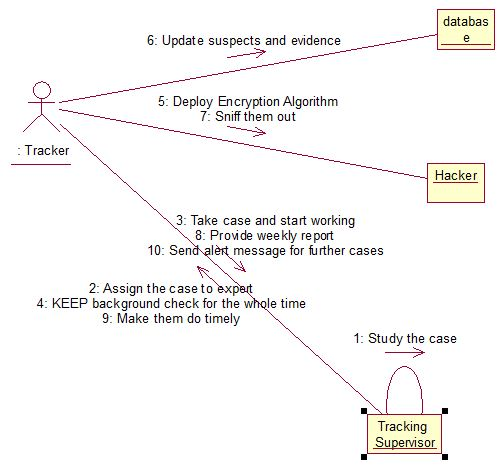 databas
e
6: Update suspects and evidence
5: Deploy Encryption Algorithm
7: Sniff them out
: Tracker
Hacker
3: Take case and start working
8: Provide weekly report
10: Send alert message for further cases
2: Assign the case to expert
4: KEEP background check for the whole time
9: Make them do timely
1: Study the case
Tracking
Supervisor